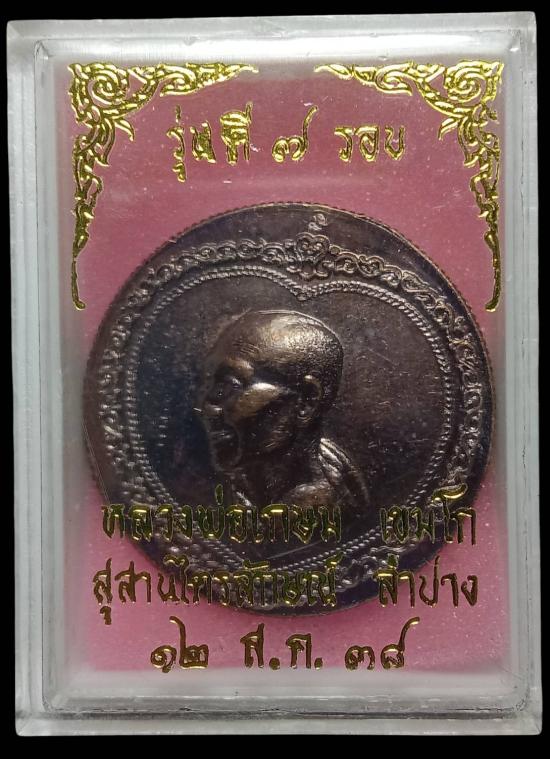 รุ่นที่ ๗ รอบ
หลวงพ่อเกษม เขมโก
สุสานไตรลักษณ์ ลำปาง
๑๒ ส.ค. ๓๘